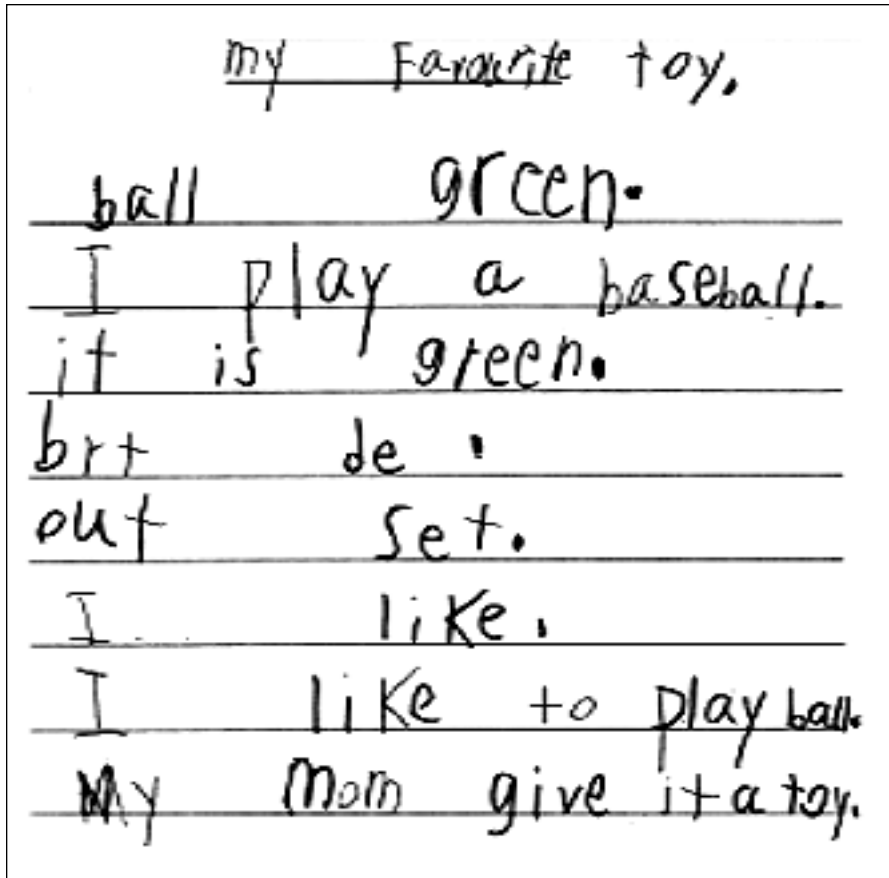 my Favourite toy.
ball green.
I play a baseball.
it is green.
brt de .
out set.
I like.
I like to play ball.
My mom give it a toy.